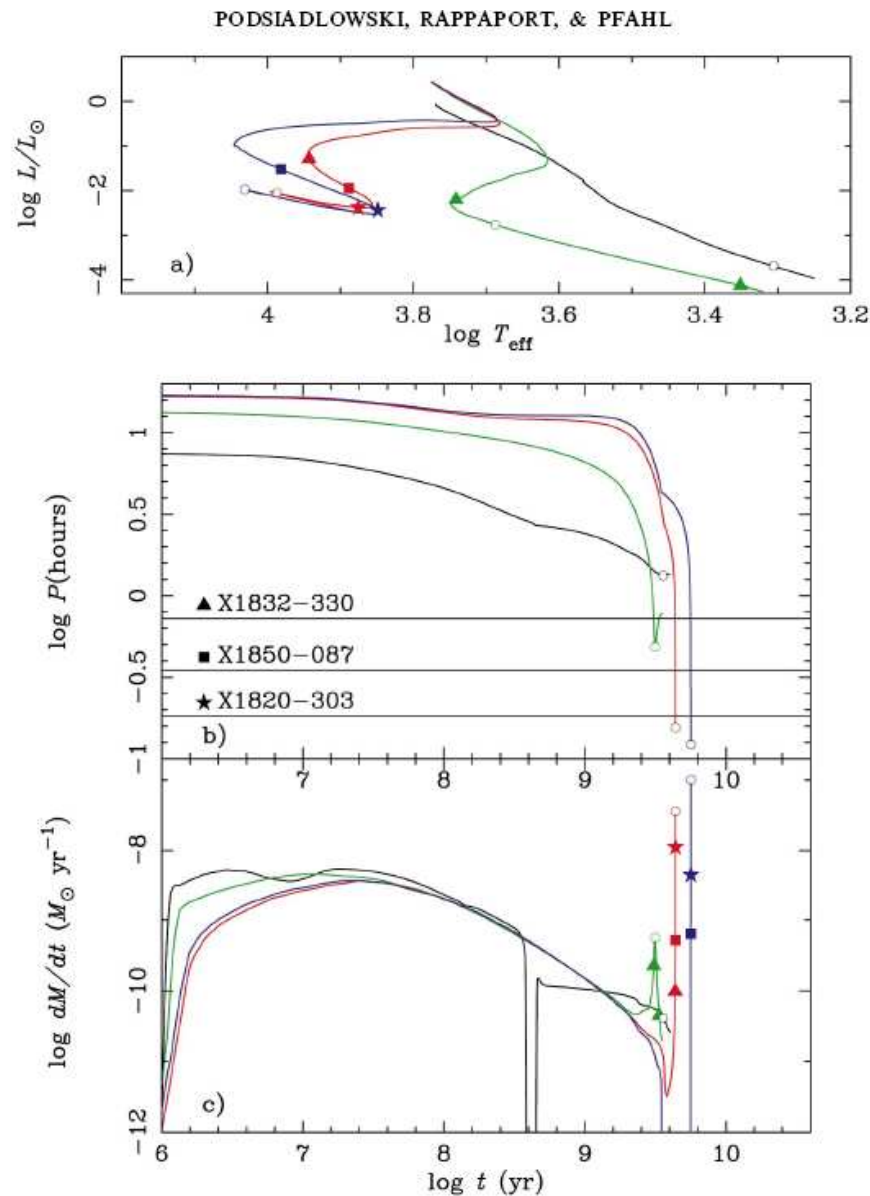 PODSIADLOWSKI, RAPPAPORT, & PFAHL
log L/L☉
0
−2
−4
a)
4
3.8
3.6
3.4
3.2
log Teff
log P(hours)
1
0.5
0
−0.5
−1
X1832−330
X1850−087
X1820−303
b)
7
8
9
10
log dM/dt (M☉ yr−1)
−8
−10
−12
c)
6
7
8
9
10
log t (yr)